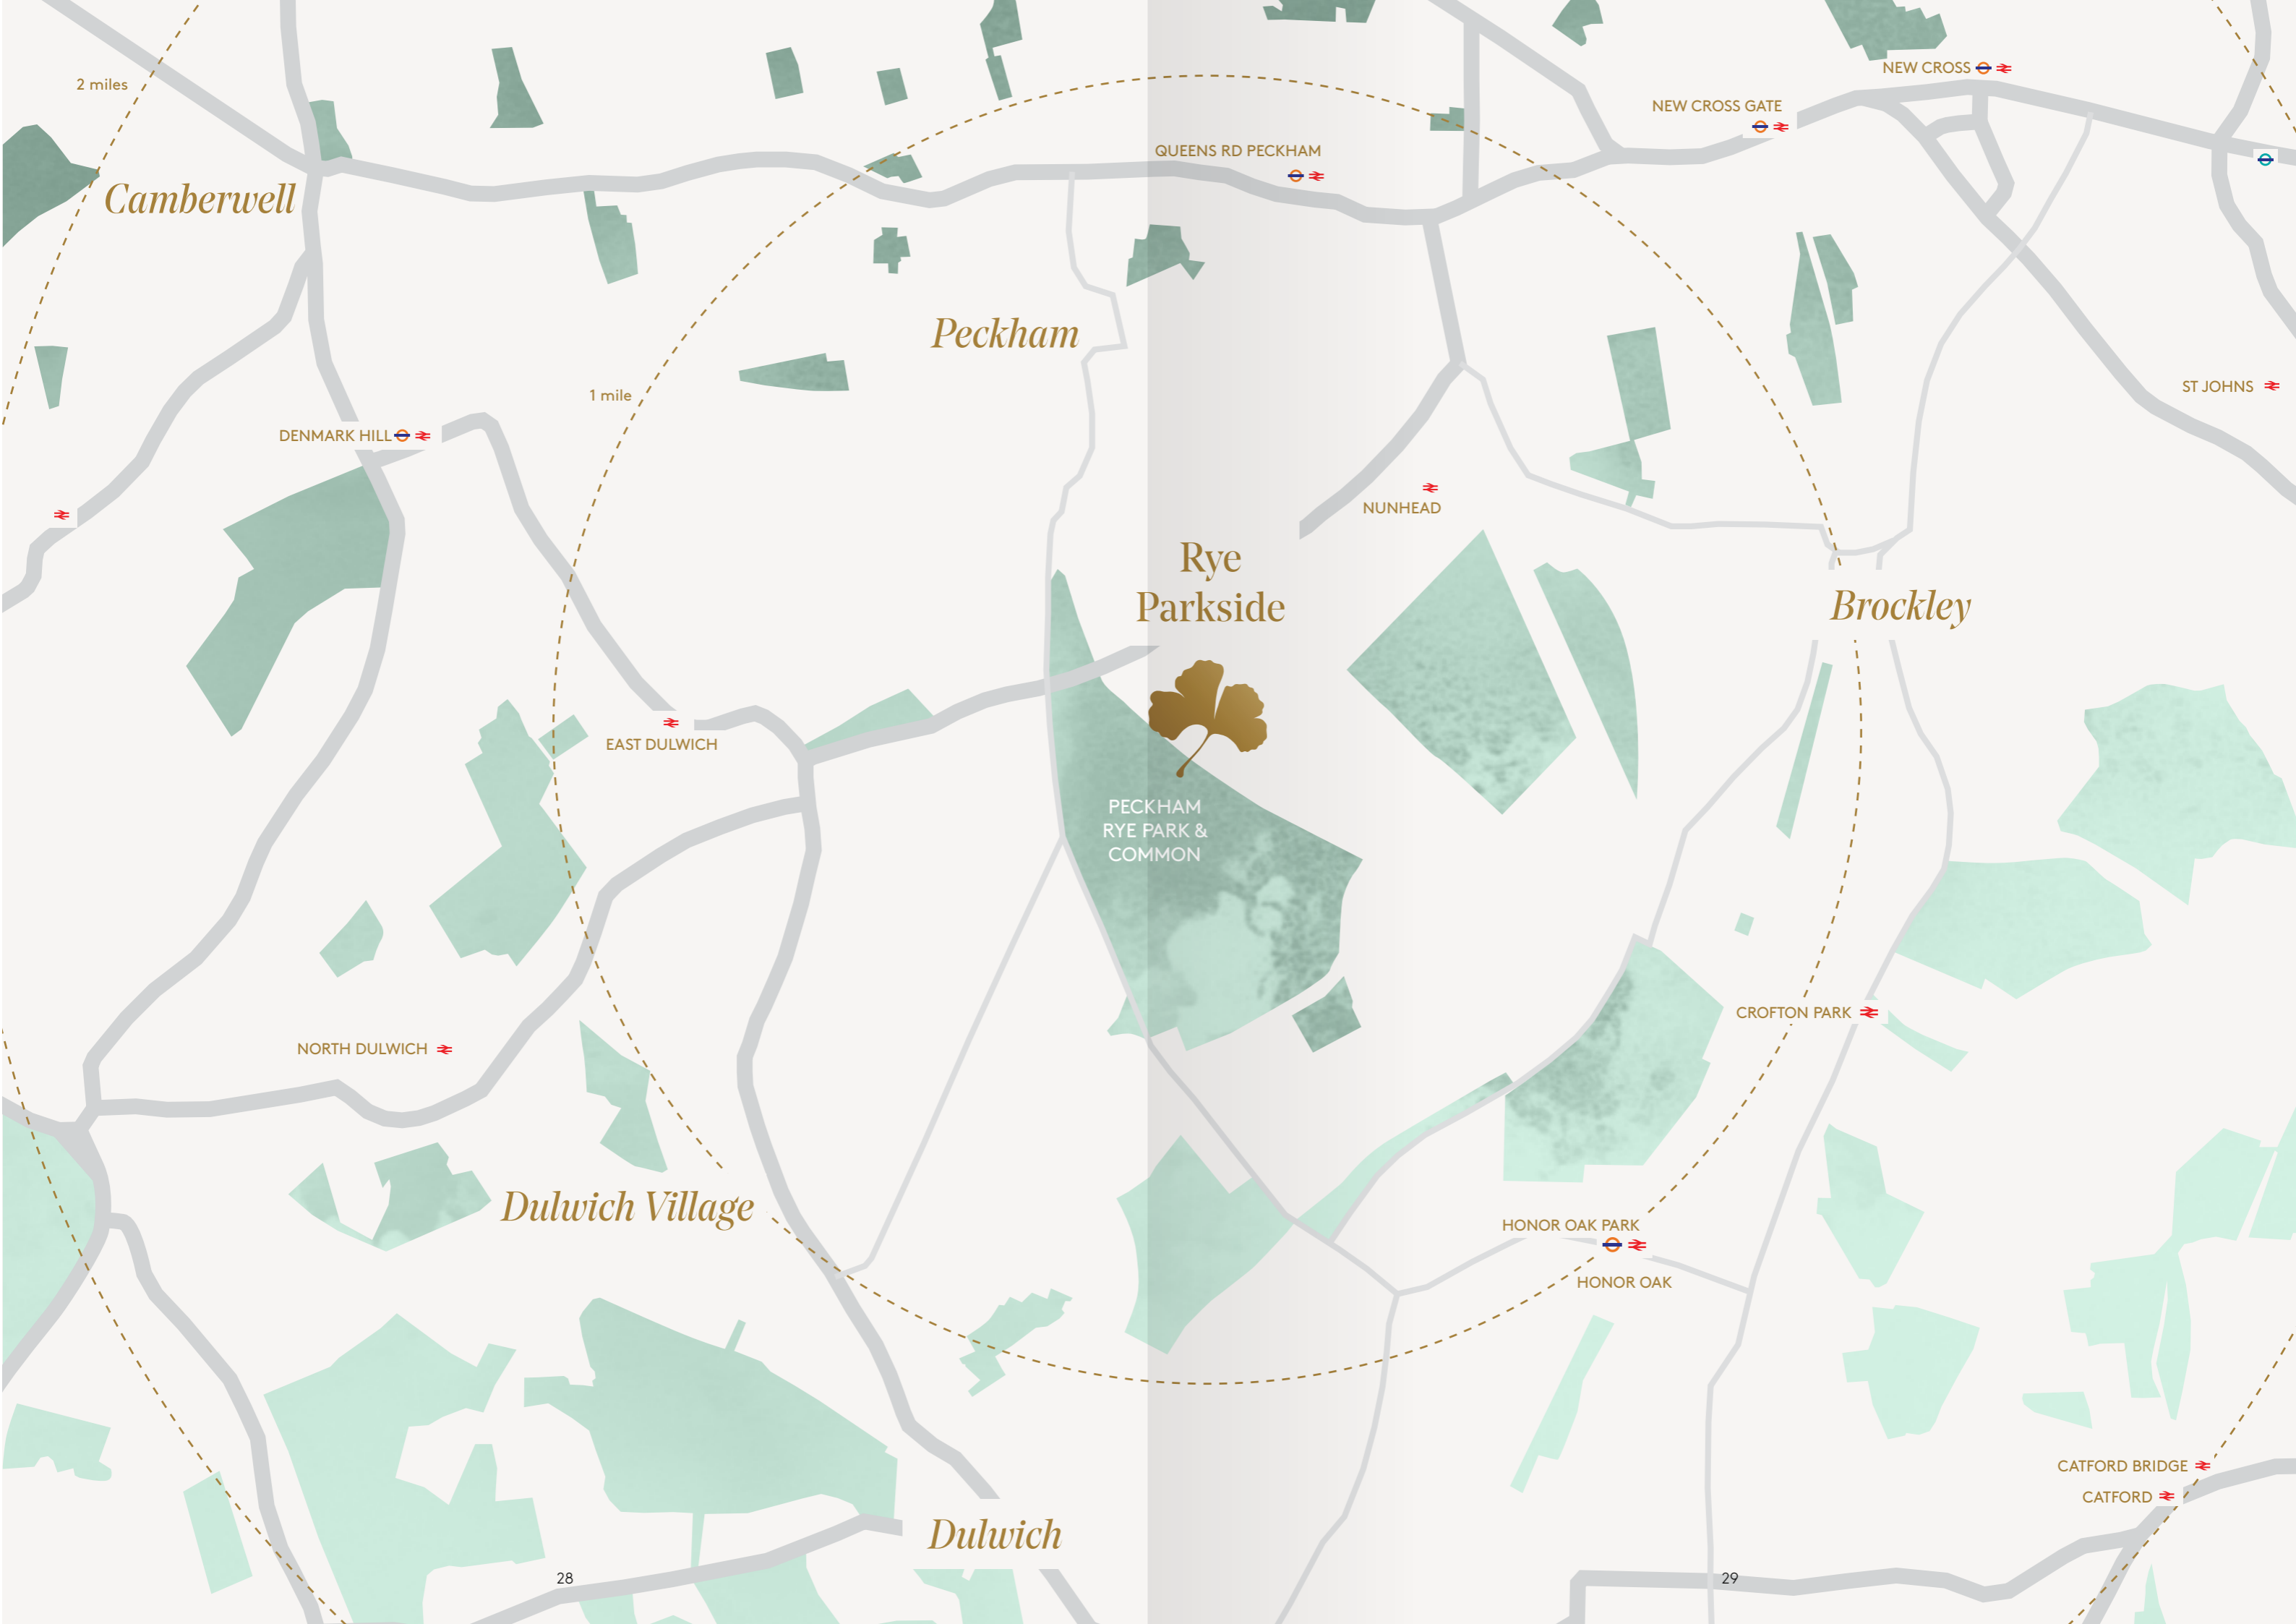 NEW CROSS
2 miles
NEW CROSS GATE
QUEENS RD PECKHAM
Camberwell
Peckham
ST JOHNS
1 mile
DENMARK HILL
NUNHEAD
Rye
Parkside
Brockley
EAST DULWICH
PECKHAM
RYE PARK &
COMMON
CROFTON PARK
NORTH DULWICH
Dulwich Village
HONOR OAK PARK
HONOR OAK
CATFORD BRIDGE
CATFORD
Dulwich
28
29